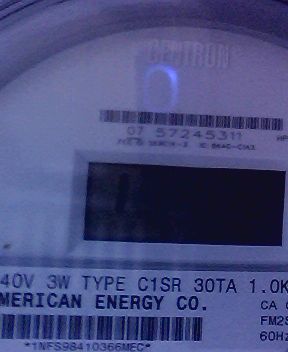 CENTRON
07 57245311
40V 3W TYPE C1SR 30TA 1.0K
MERICAN ENERGY CO.
CA
FM2S
60Hz
*1NFS98410366MEC*